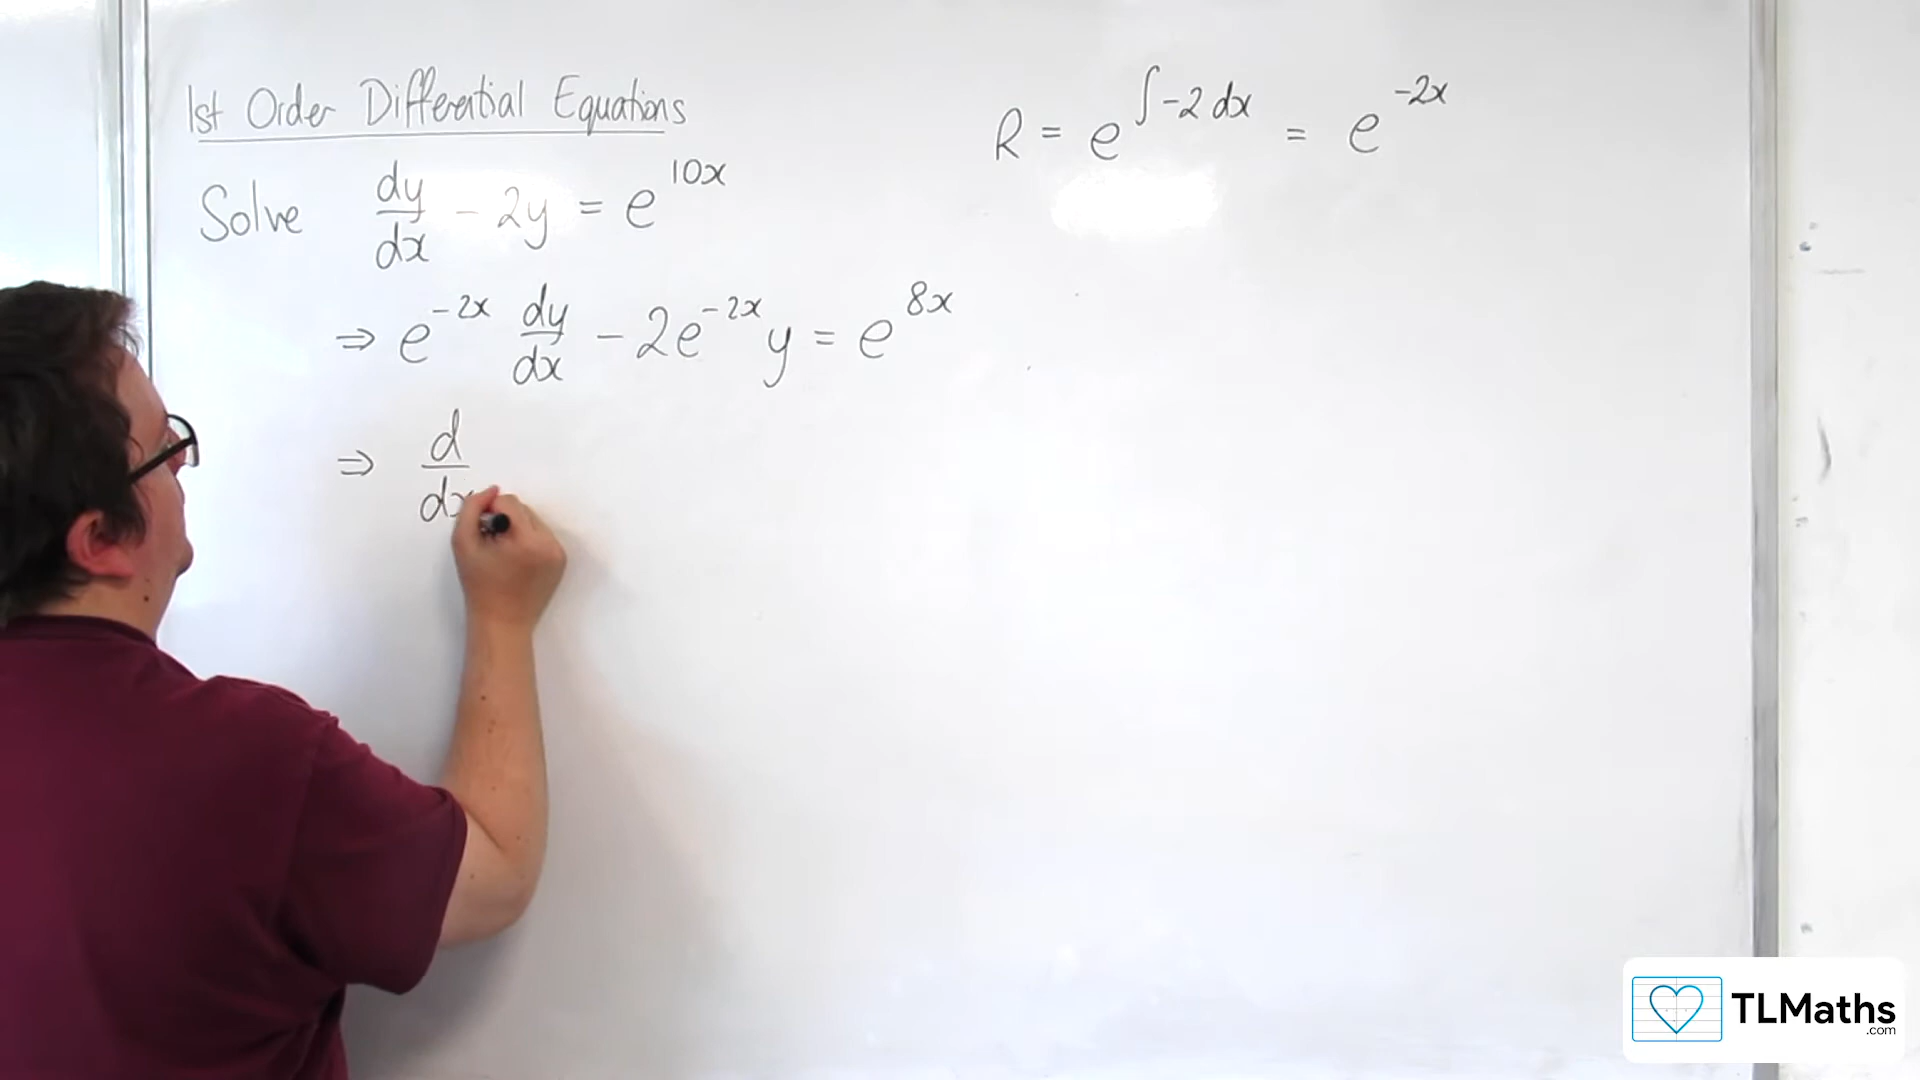 1st Order Differential Equations
Solve dy/dx - 2y = e^10x
⇒ e^-2x dy/dx - 2e^-2x y = e^8x
⇒ d/dx
R = e^∫-2 dx = e^-2x
TLMaths
.com